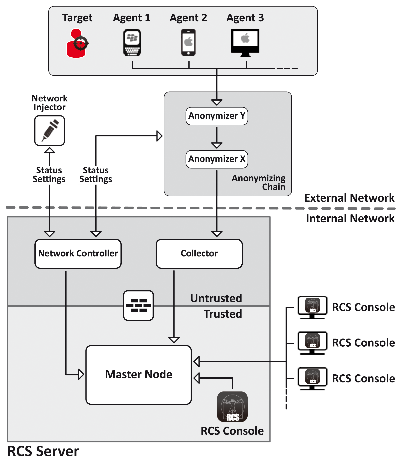 Target Agent 1 Agent 2 Agent 3
Network
Injector
Anonymizer Y
Anonymizer X
Anonymizing
Chain
Status
Settings
Status
Settings
External Network
Internal Network
Network Controller
Collector
Untrusted
Trusted
RCS Console
RCS Console
RCS Console
Master Node
RCS
RCS Console
RCS Server